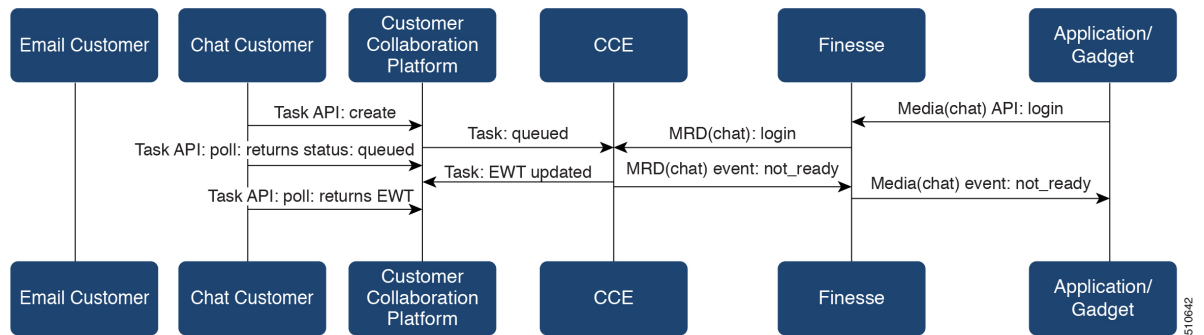 Email Customer
Chat Customer
Customer
Collaboration
Platform
CCE
Finesse
Application/
Gadget
Task API: create
Media(chat) API: login
Task: queued
MRD(chat): login
Task API: poll: returns status: queued
Task: EWT updated
MRD(chat) event: not_ready
Media(chat) event: not_ready
Task API: poll: returns EWT
Email Customer
Chat Customer
Customer
Collaboration
Platform
CCE
Finesse
Application/
Gadget
510642